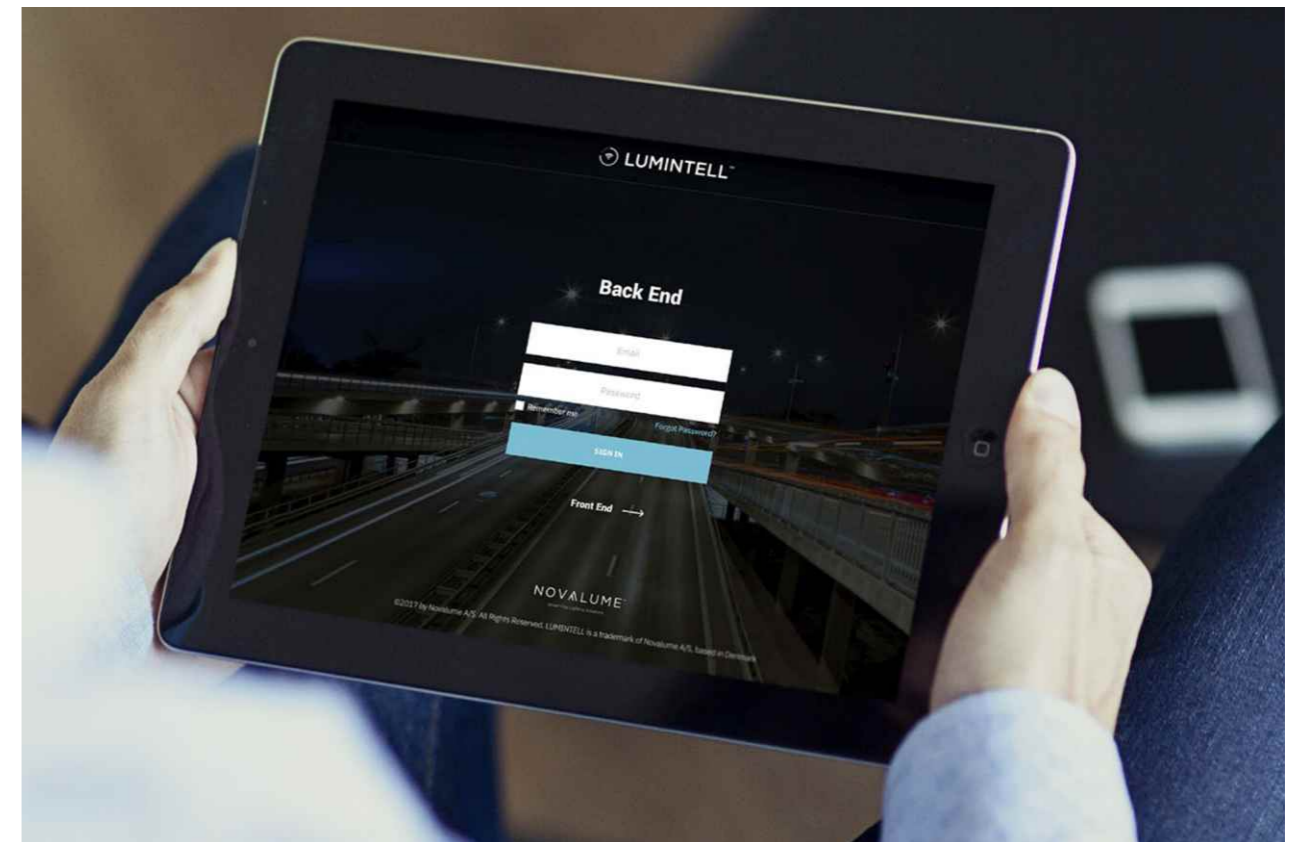 LUMINTELL™
Back End
Email
Password
Remember me
Forgot Password?
SIGN IN
Front End →
NOVALUME
©2017 by Novalume A/S. All Rights Reserved. LUMINTELL is a trademark of Novalume A/S, based in Denmark